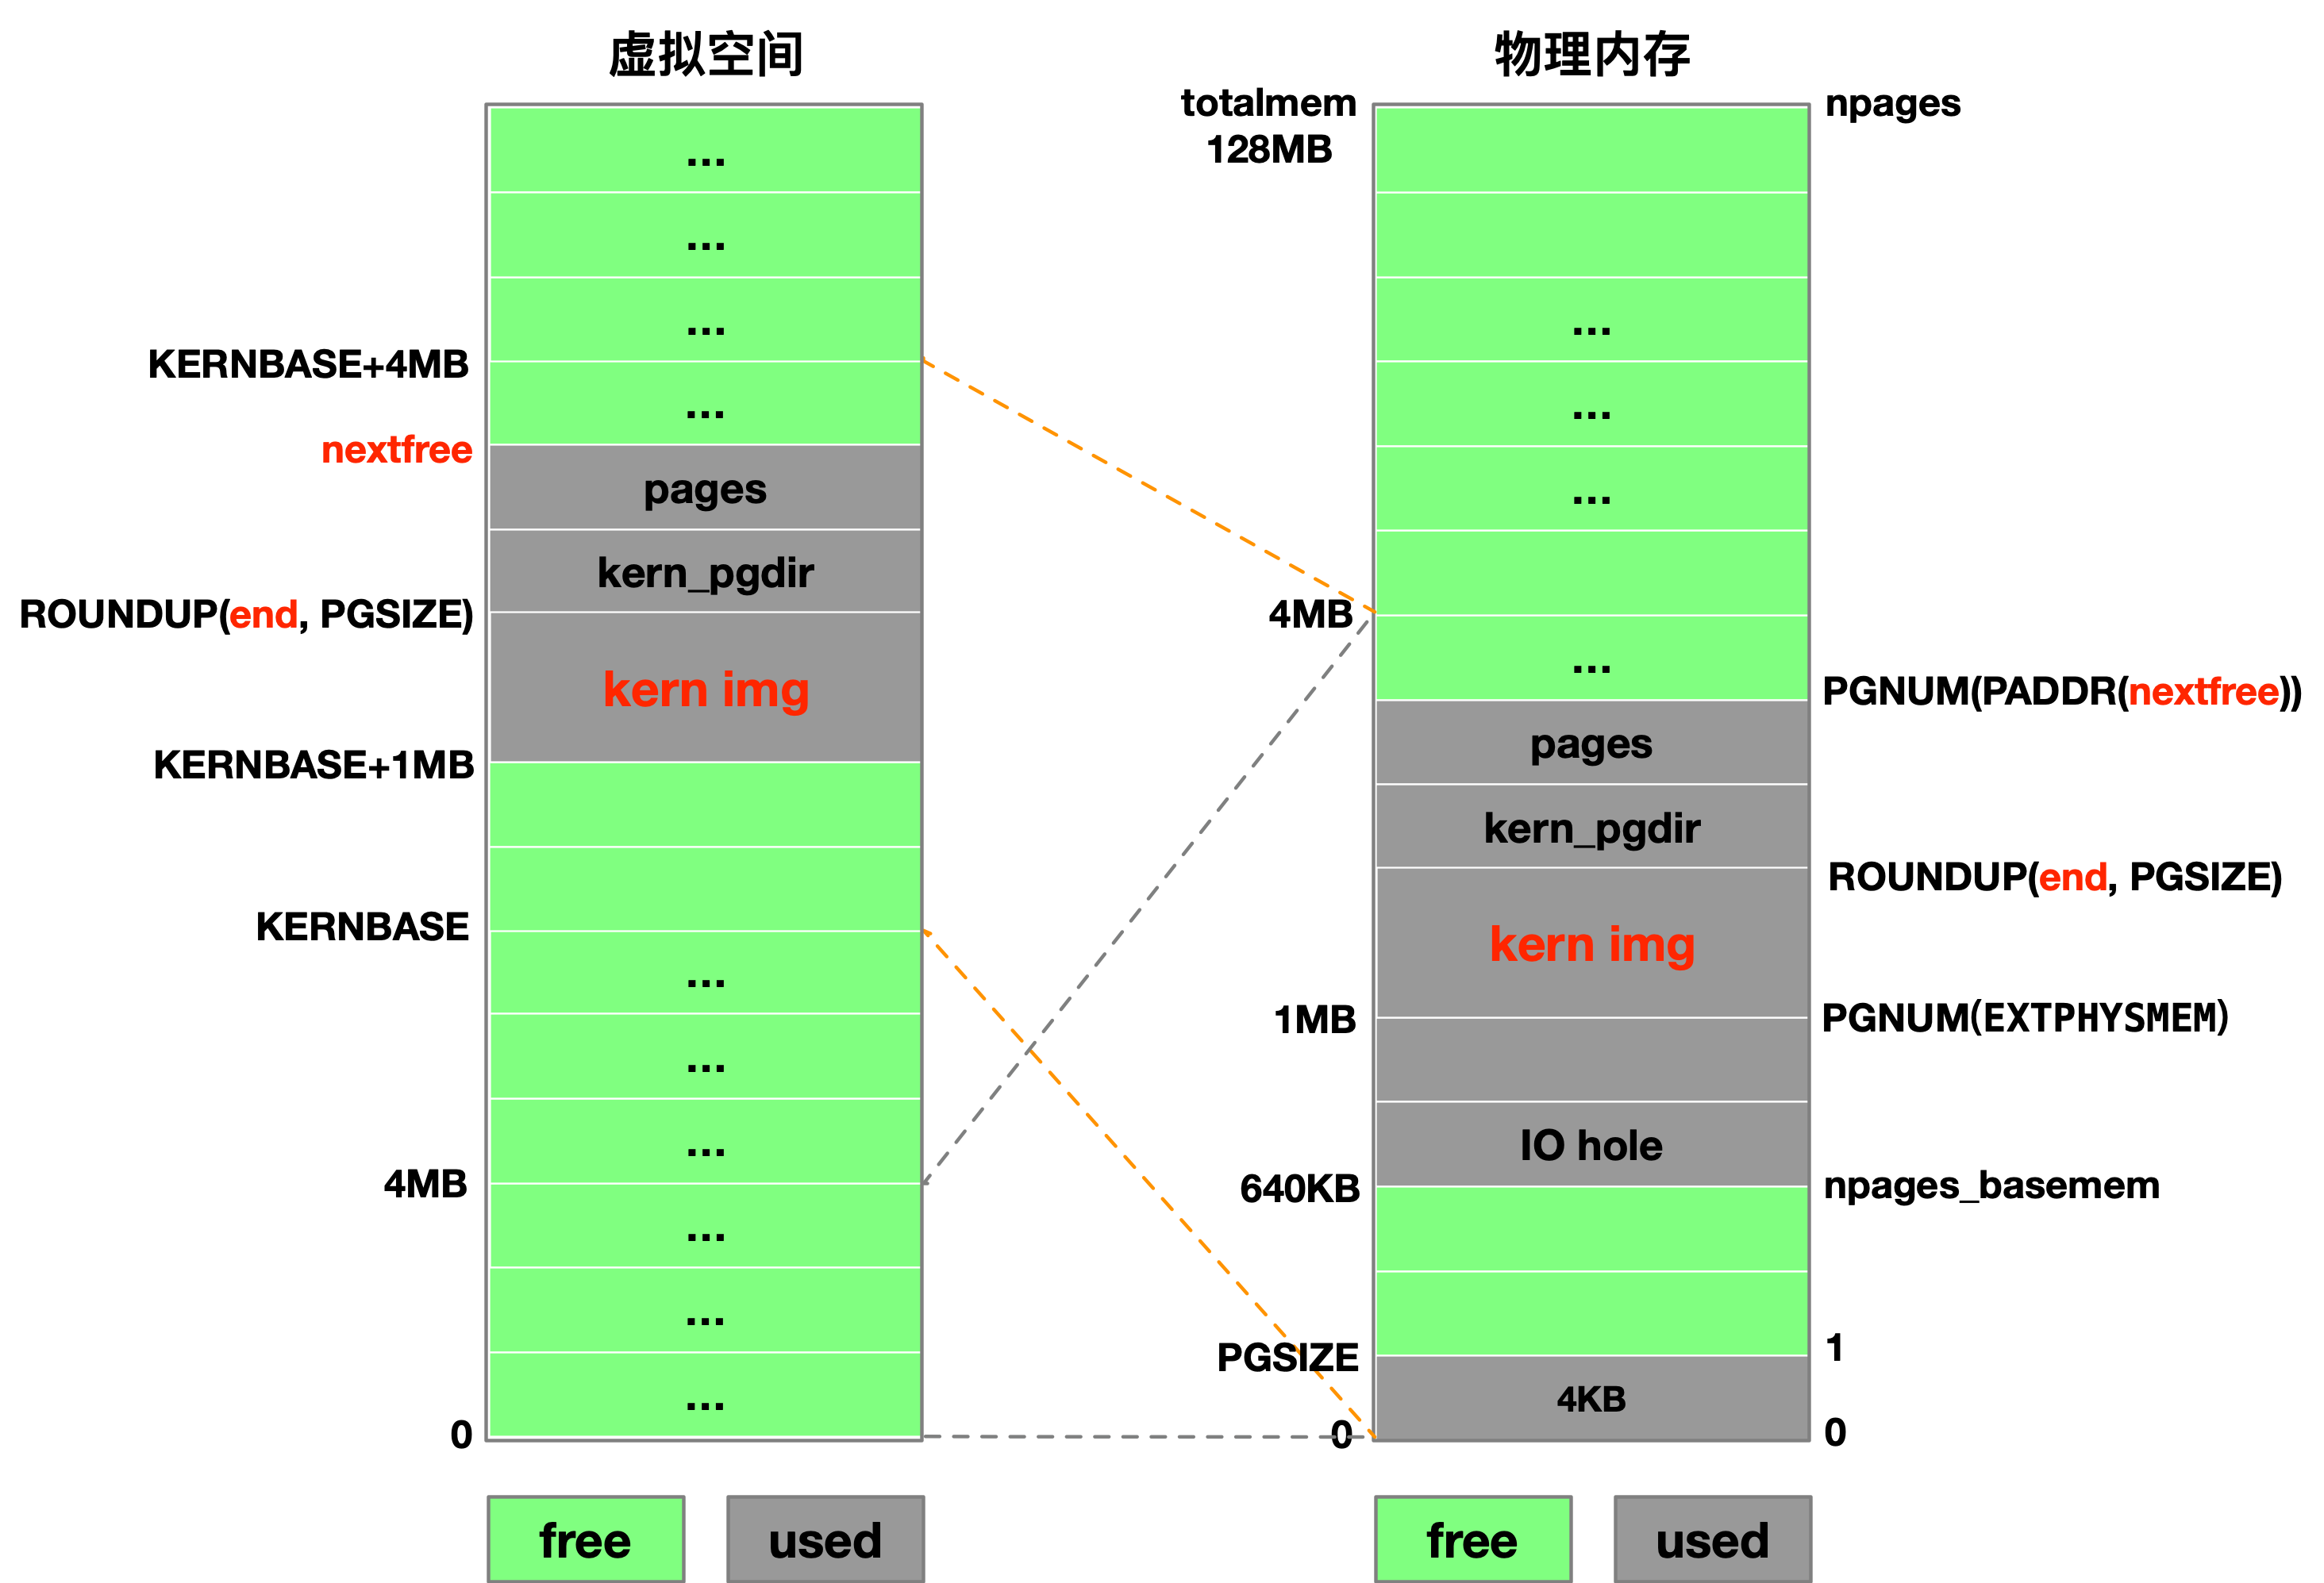 虚拟空间
...
...
...
KERNBASE+4MB
...
nextfree
pages
kern_pgdir
ROUNDUP(end, PGSIZE)
kern img
KERNBASE+1MB
KERNBASE
...
...
...
4MB
...
...
...
0
free
used
物理内存
totalmem
128MB
npages
...
...
...
4MB
...
PGNUM(PADDR(nextfree))
pages
kern_pgdir
ROUNDUP(end, PGSIZE)
kern img
1MB
PGNUM(EXTPHYSMEM)
IO hole
640KB
npages_basemem
PGSIZE
1
4KB
0
0
free
used